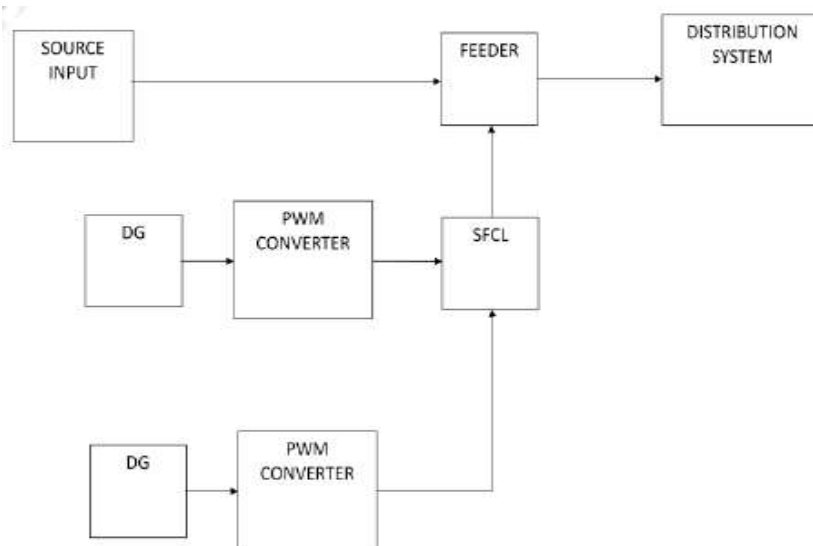 SOURCE
INPUT
FEEDER
DISTRIBUTION
SYSTEM
DG
PWM
CONVERTER
SFCL
DG
PWM
CONVERTER